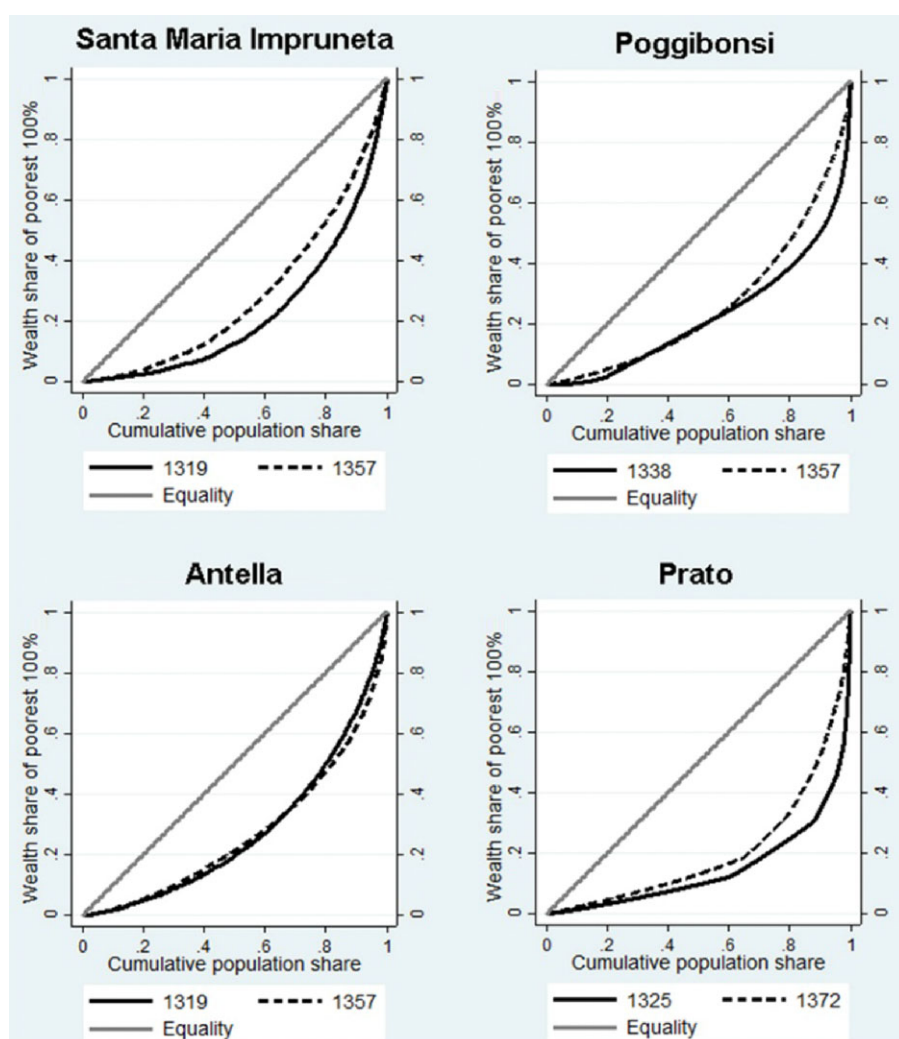 Santa Maria Impruneta
Wealth share of poorest 100%
0 .2 .4 .6 .8 1
0 .2 .4 .6 .8 1
0 .2 .4 .6 .8 1
Cumulative population share
1319 1357
Equality
Poggibonsi
Wealth share of poorest 100%
0 .2 .4 .6 .8 1
0 .2 .4 .6 .8 1
0 .2 .4 .6 .8 1
Cumulative population share
1338 1357
Equality
Antella
Wealth share of poorest 100%
0 .2 .4 .6 .8 1
0 .2 .4 .6 .8 1
0 .2 .4 .6 .8 1
Cumulative population share
1319 1357
Equality
Prato
Wealth share of poorest 100%
0 .2 .4 .6 .8 1
0 .2 .4 .6 .8 1
0 .2 .4 .6 .8 1
Cumulative population share
1325 1372
Equality